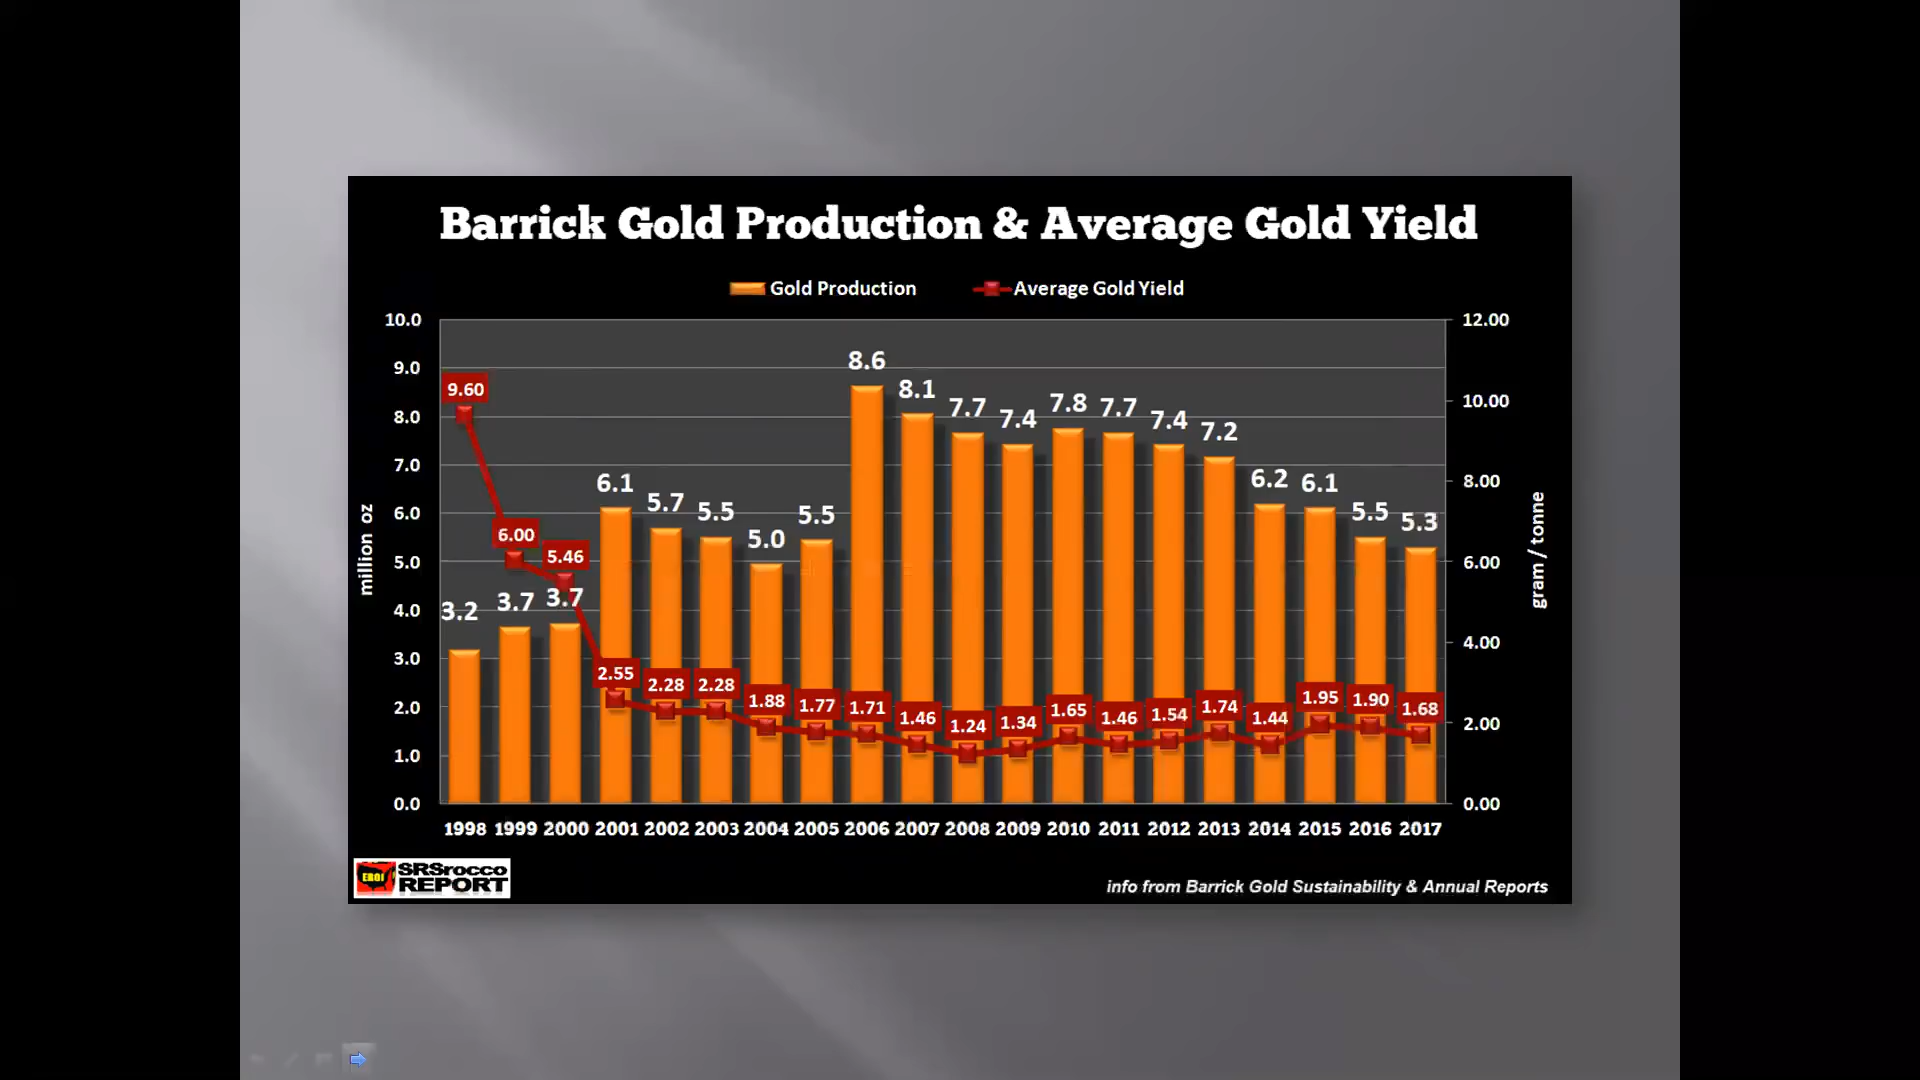 Barrick Gold Production & Average Gold Yield
Gold Production Average Gold Yield
10.0 9.0 8.0 7.0 6.0 5.0 4.0 3.0 2.0 1.0 0.0
million oz
12.00 10.00 8.00 6.00 4.00 2.00 0.00
gram / tonne
3.2 3.7 3.7 6.1 5.7 5.5 5.0 5.5 8.6 8.1 7.7 7.4 7.8 7.7 7.4 7.2 6.2 6.1 5.5 5.3
9.60 6.00 5.46 2.55 2.28 2.28 1.88 1.77 1.71 1.46 1.24 1.34 1.65 1.46 1.54 1.74 1.44 1.95 1.90 1.68
1998 1999 2000 2001 2002 2003 2004 2005 2006 2007 2008 2009 2010 2011 2012 2013 2014 2015 2016 2017
EROI
SRSrocco
REPORT
info from Barrick Gold Sustainability & Annual Reports